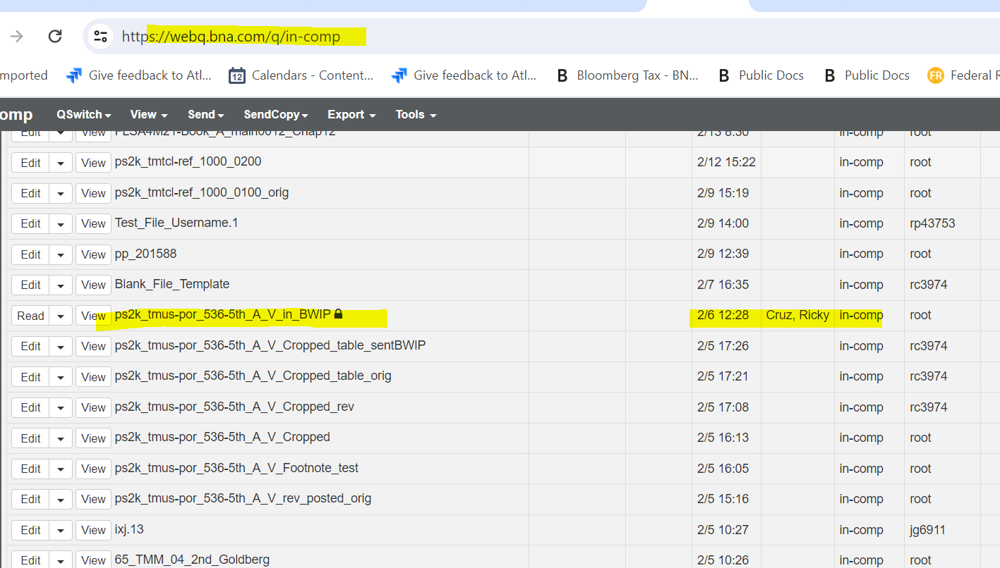 https://webq.bna.com/q/in-comp
mported Give feedback to Atl... 12 Calendars - Content... Give feedback to Atl... B Bloomberg Tax - BN... B Public Docs B Public Docs FR Federal R
omp QSwitch View Send SendCopy Export Tools
Edit View FLSA4M21-Book_A_main0012_Chap12 2/13 8:30 in-comp root
Edit View ps2k_tmtcl-ref_1000_0200 2/12 15:22 in-comp root
Edit View ps2k_tmtcl-ref_1000_0100_orig 2/9 15:19 in-comp root
Edit View Test_File_Username.1 2/9 14:00 in-comp rp43753
Edit View pp_201588 2/9 12:39 in-comp root
Edit View Blank_File_Template 2/7 16:35 in-comp rc3974
Read View ps2k_tmus-por_536-5th_A_V_in_BWIP 2/6 12:28 Cruz, Ricky in-comp root
Edit View ps2k_tmus-por_536-5th_A_V_Cropped_table_sentBWIP 2/5 17:26 in-comp rc3974
Edit View ps2k_tmus-por_536-5th_A_V_Cropped_table_orig 2/5 17:21 in-comp rc3974
Edit View ps2k_tmus-por_536-5th_A_V_Cropped_rev 2/5 17:08 in-comp rc3974
Edit View ps2k_tmus-por_536-5th_A_V_Cropped 2/5 16:13 in-comp root
Edit View ps2k_tmus-por_536-5th_A_V_Footnote_test 2/5 16:05 in-comp root
Edit View ps2k_tmus-por_536-5th_A_V_rev_posted_orig 2/5 15:16 in-comp root
Edit View ixj.13 2/5 10:27 in-comp jg6911
Edit View 65_TMM_04_2nd_Goldberg 2/5 10:26 in-comp root